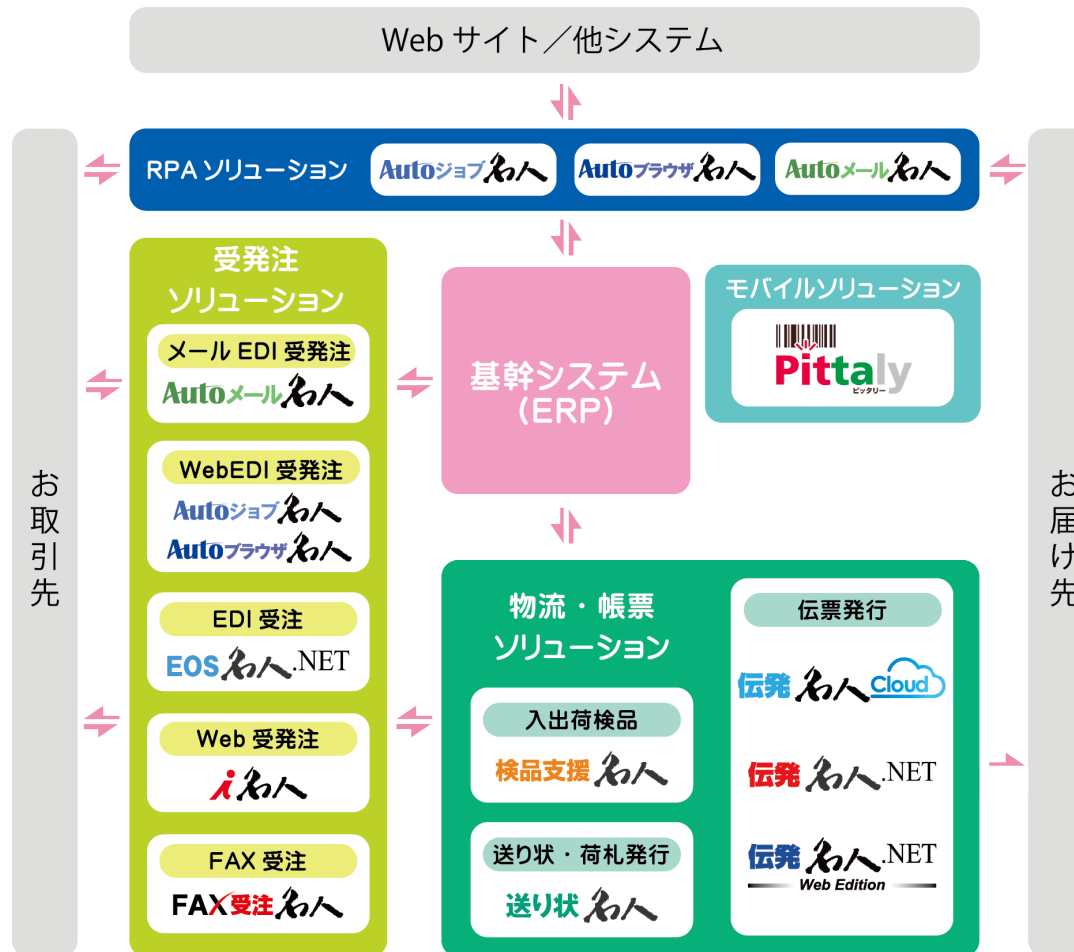 Web サイト／他システム
RPA ソリューション
Autoジョブ名人
Autoブラウザ名人
Autoメール名人
お取引先
受発注
ソリューション
メール EDI 受発注
Autoメール名人
WebEDI 受発注
Autoジョブ名人
Autoブラウザ名人
EDI 受注
EOS名人.NET
Web 受発注
i名人
FAX 受注
FAX受注名人
基幹システム
(ERP)
モバイルソリューション
Pittaly
ピッタリー
物流・帳票
ソリューション
入出荷検品
検品支援名人
送り状・荷札発行
送り状名人
伝票発行
伝発名人Cloud
伝発名人.NET
伝発名人.NET
Web Edition
お届け先